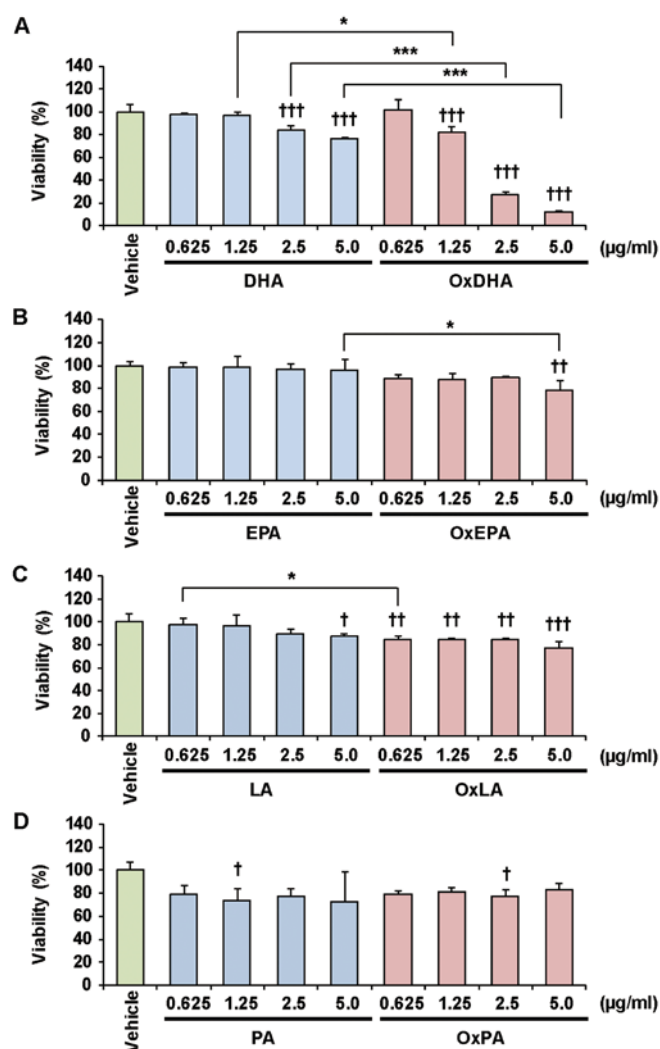 A
*
***
***
140
120
100
80
60
40
20
0
Viability (%)
††† ††† ††† ††† †††
Vehicle 0.625 1.25 2.5 5.0 0.625 1.25 2.5 5.0 (µg/ml)
DHA OxDHA
B
*
140
120
100
80
60
40
20
0
Viability (%)
††
Vehicle 0.625 1.25 2.5 5.0 0.625 1.25 2.5 5.0 (µg/ml)
EPA OxEPA
C
*
140
120
100
80
60
40
20
0
Viability (%)
† †† †† †† †††
Vehicle 0.625 1.25 2.5 5.0 0.625 1.25 2.5 5.0 (µg/ml)
LA OxLA
D
140
120
100
80
60
40
20
0
Viability (%)
† †
Vehicle 0.625 1.25 2.5 5.0 0.625 1.25 2.5 5.0 (µg/ml)
PA OxPA